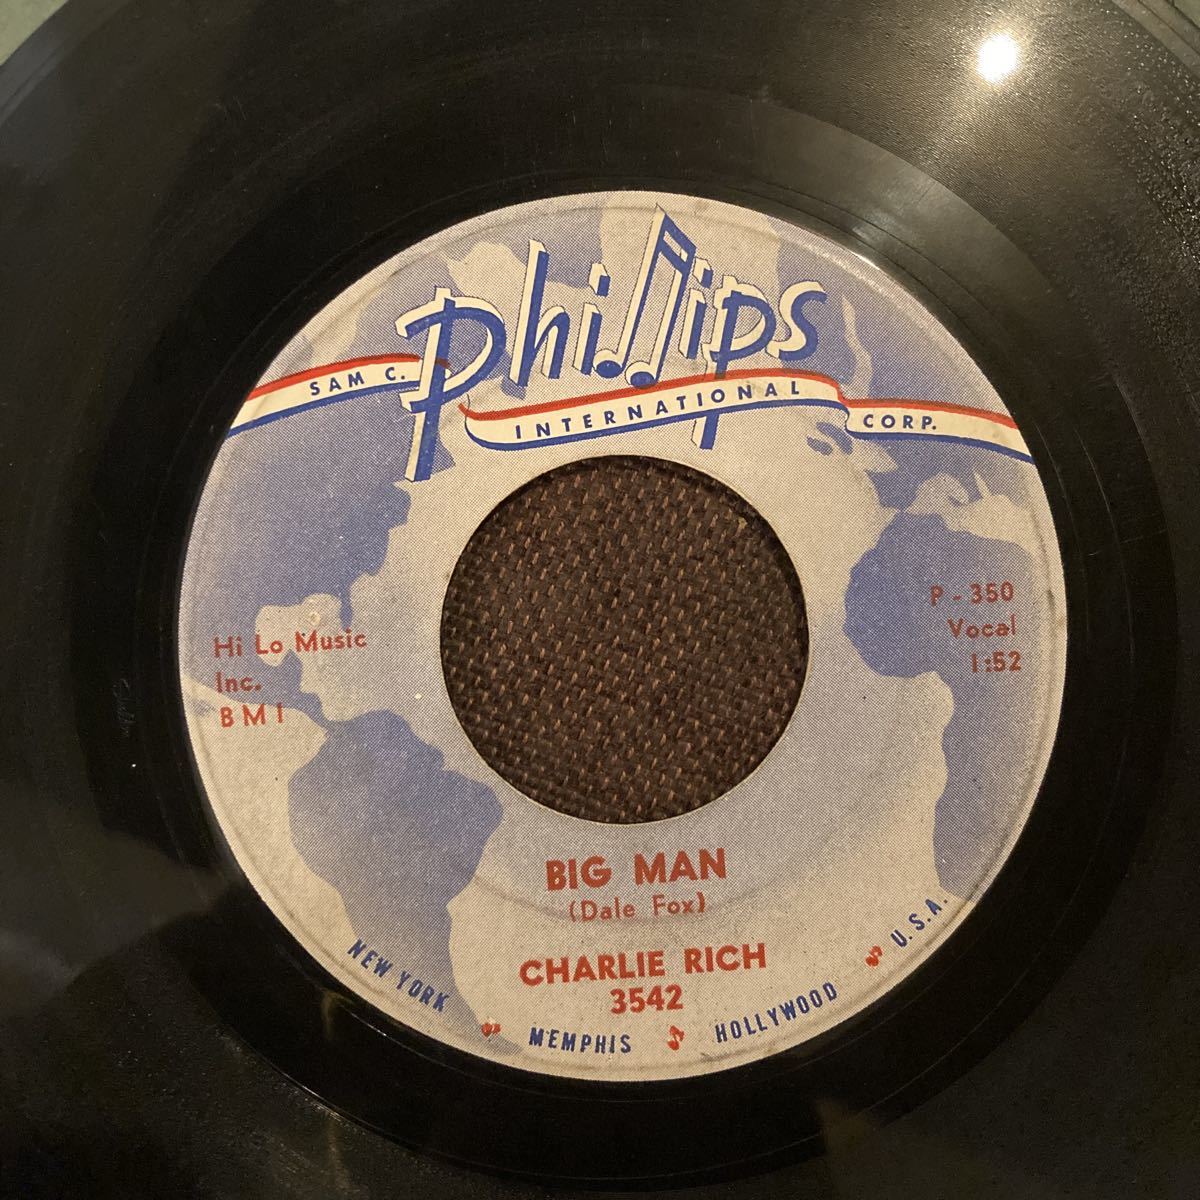 Phillips
SAM C. INTERNATIONAL CORP.
Hi Lo Music
Inc.
BMI
P - 350
Vocal
1:52
BIG MAN
(Dale Fox)
CHARLIE RICH
3542
NEW YORK MEMPHIS HOLLYWOOD U.S.A.